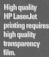 High quality
HP LaserJet
printing requires
high quality
transparency
film.